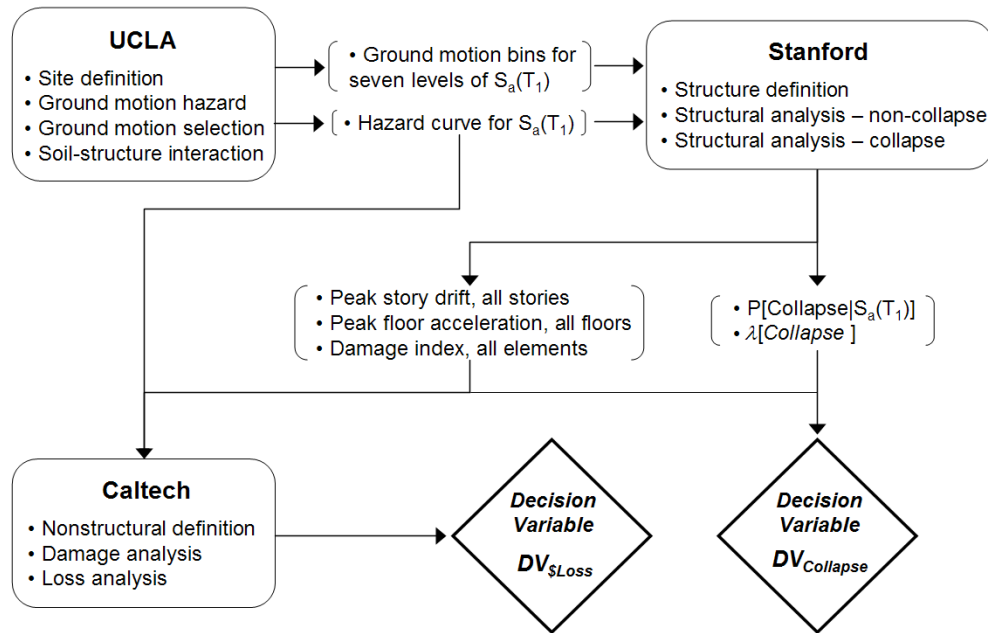 UCLA
• Site definition
• Ground motion hazard
• Ground motion selection
• Soil-structure interaction
• Ground motion bins for
seven levels of Sa(T1)
• Hazard curve for Sa(T1)
Stanford
• Structure definition
• Structural analysis – non-collapse
• Structural analysis – collapse
• Peak story drift, all stories
• Peak floor acceleration, all floors
• Damage index, all elements
• P[Collapse|Sa(T1)]
• λ[Collapse ]
Caltech
• Nonstructural definition
• Damage analysis
• Loss analysis
Decision
Variable
DV$Loss
Decision
Variable
DVCollapse